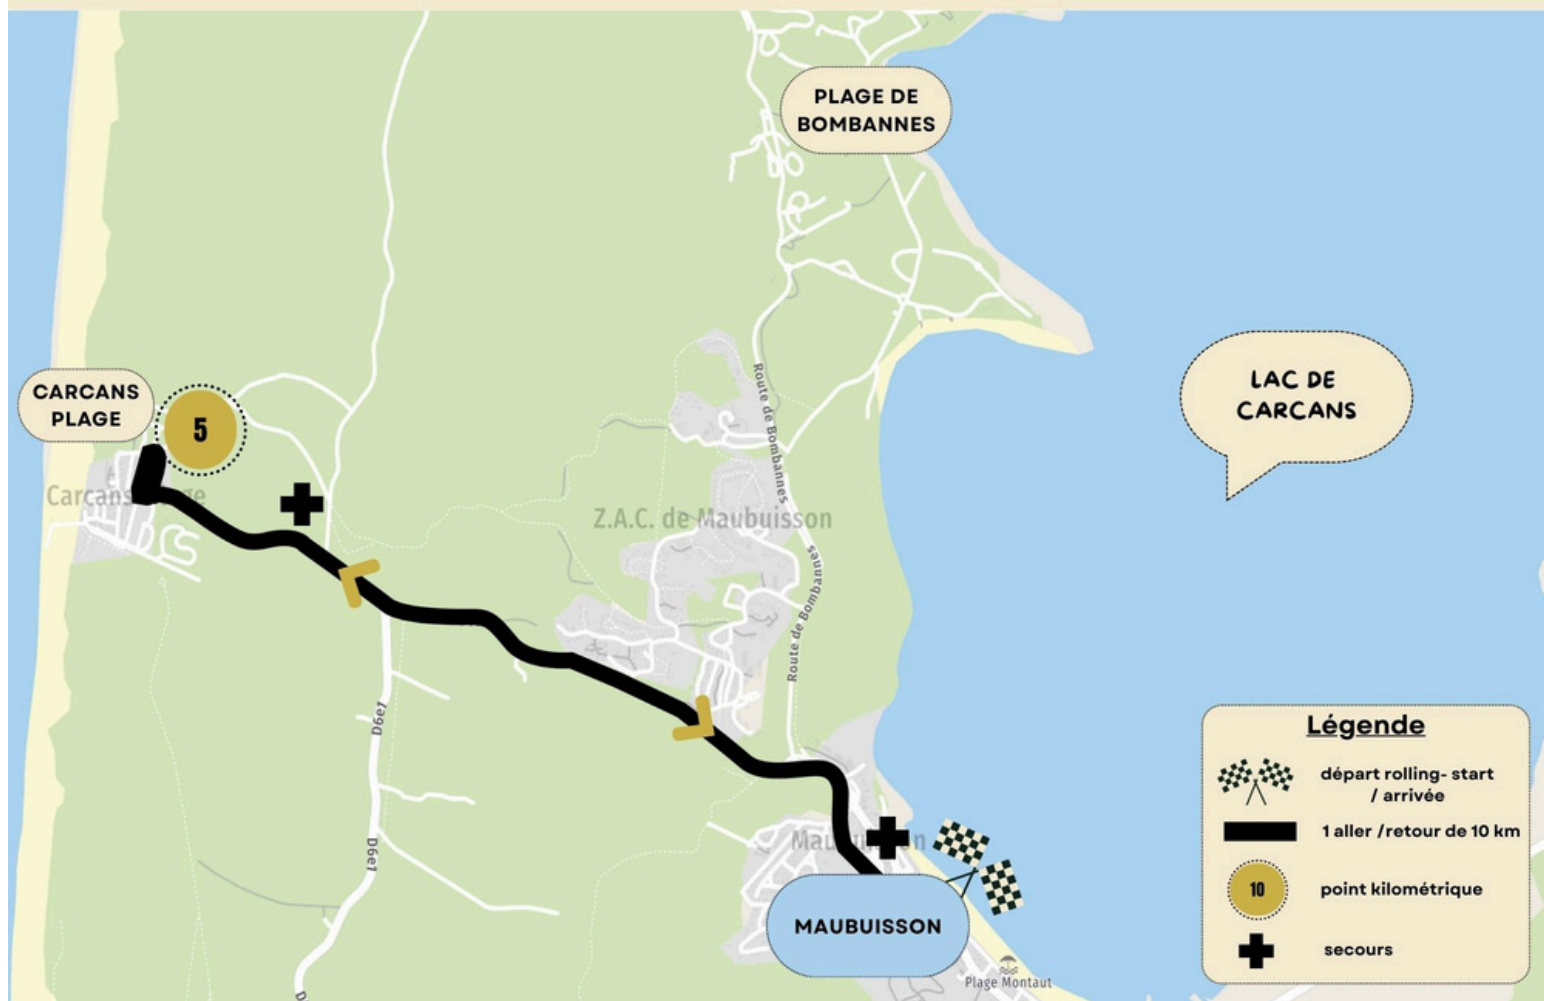 PLAGE DE
BOMBANNES
CARCANS
PLAGE
5
LAC DE
CARCANS
Route de Bombannes
Z.A.C. de Maubuisson
Route de Bombannes
D6e1
D6e1
MAUBUISSON
Plage Montaut
Légende
départ rolling- start
/ arrivée
1 aller /retour de 10 km
10
point kilométrique
secours